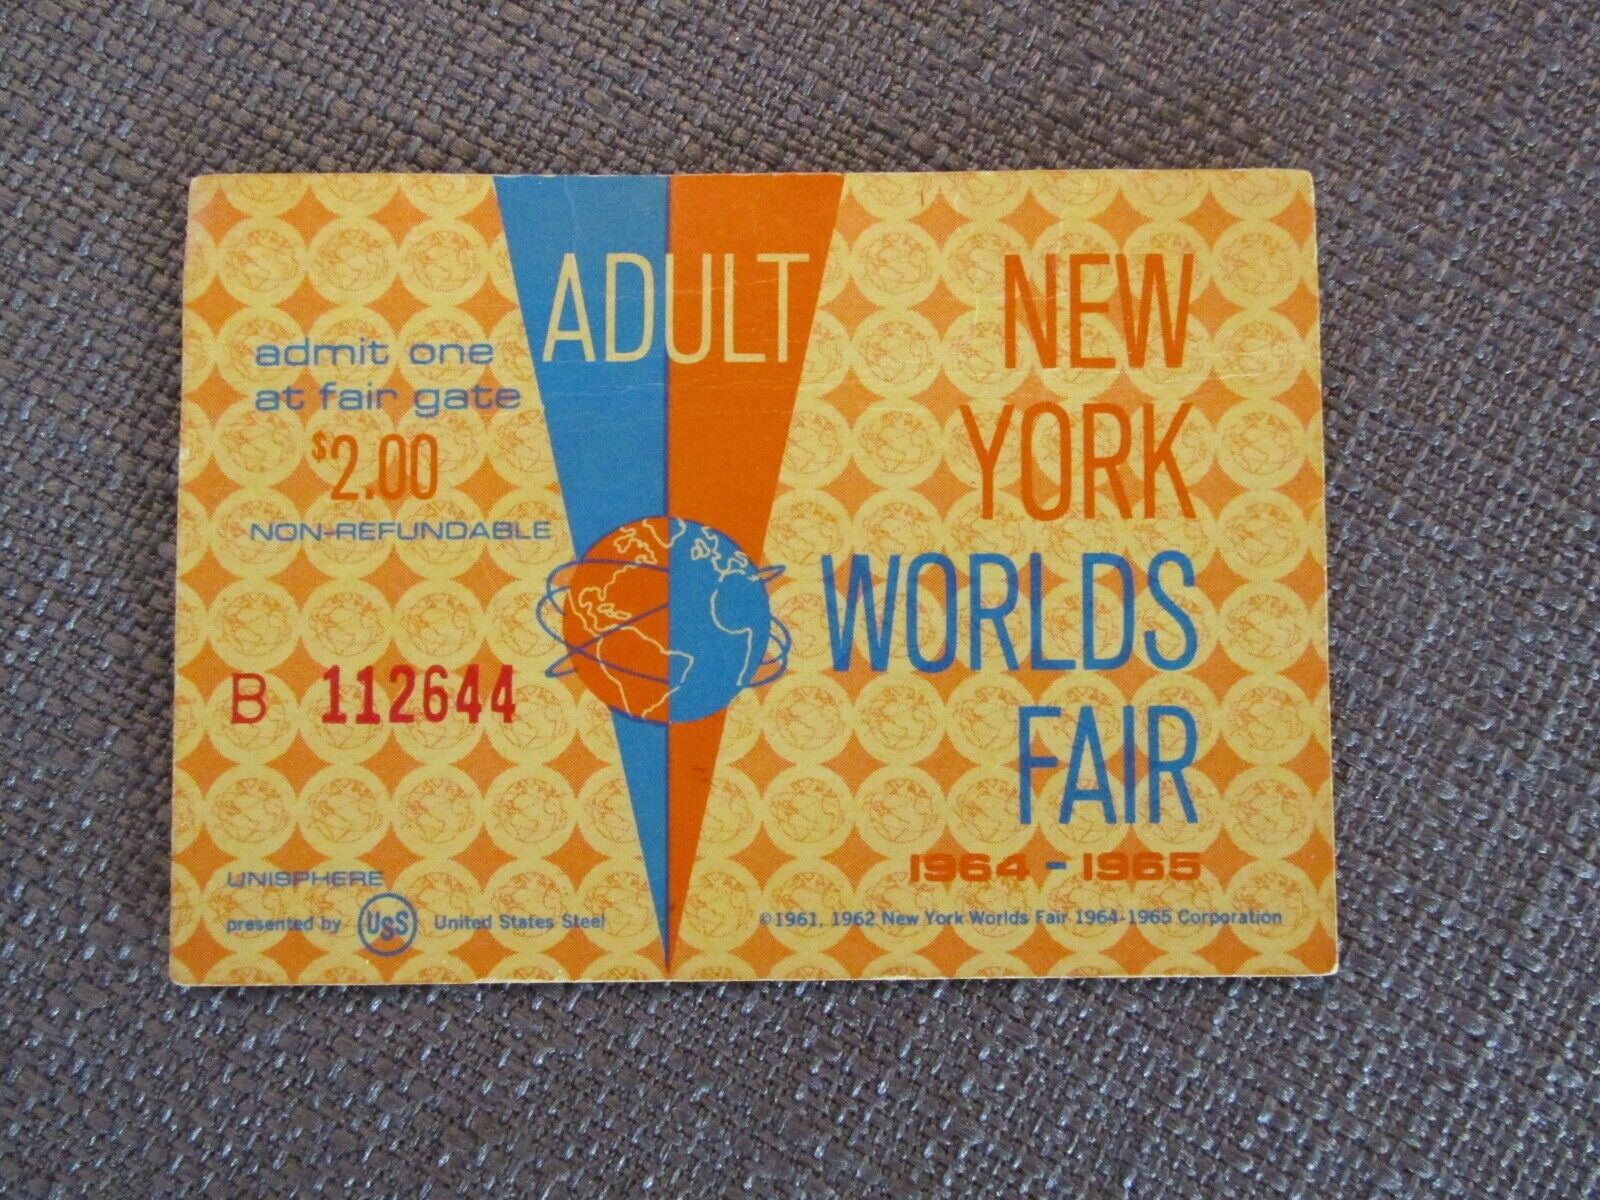 ADULT
admit one
at fair gate
$2.00
NON-REFUNDABLE
B 112644
UNISPHERE
presented by USS United States Steel
NEW
YORK
WORLDS
FAIR
1964-1965
©1961, 1962 New York Worlds Fair 1964-1965 Corporation